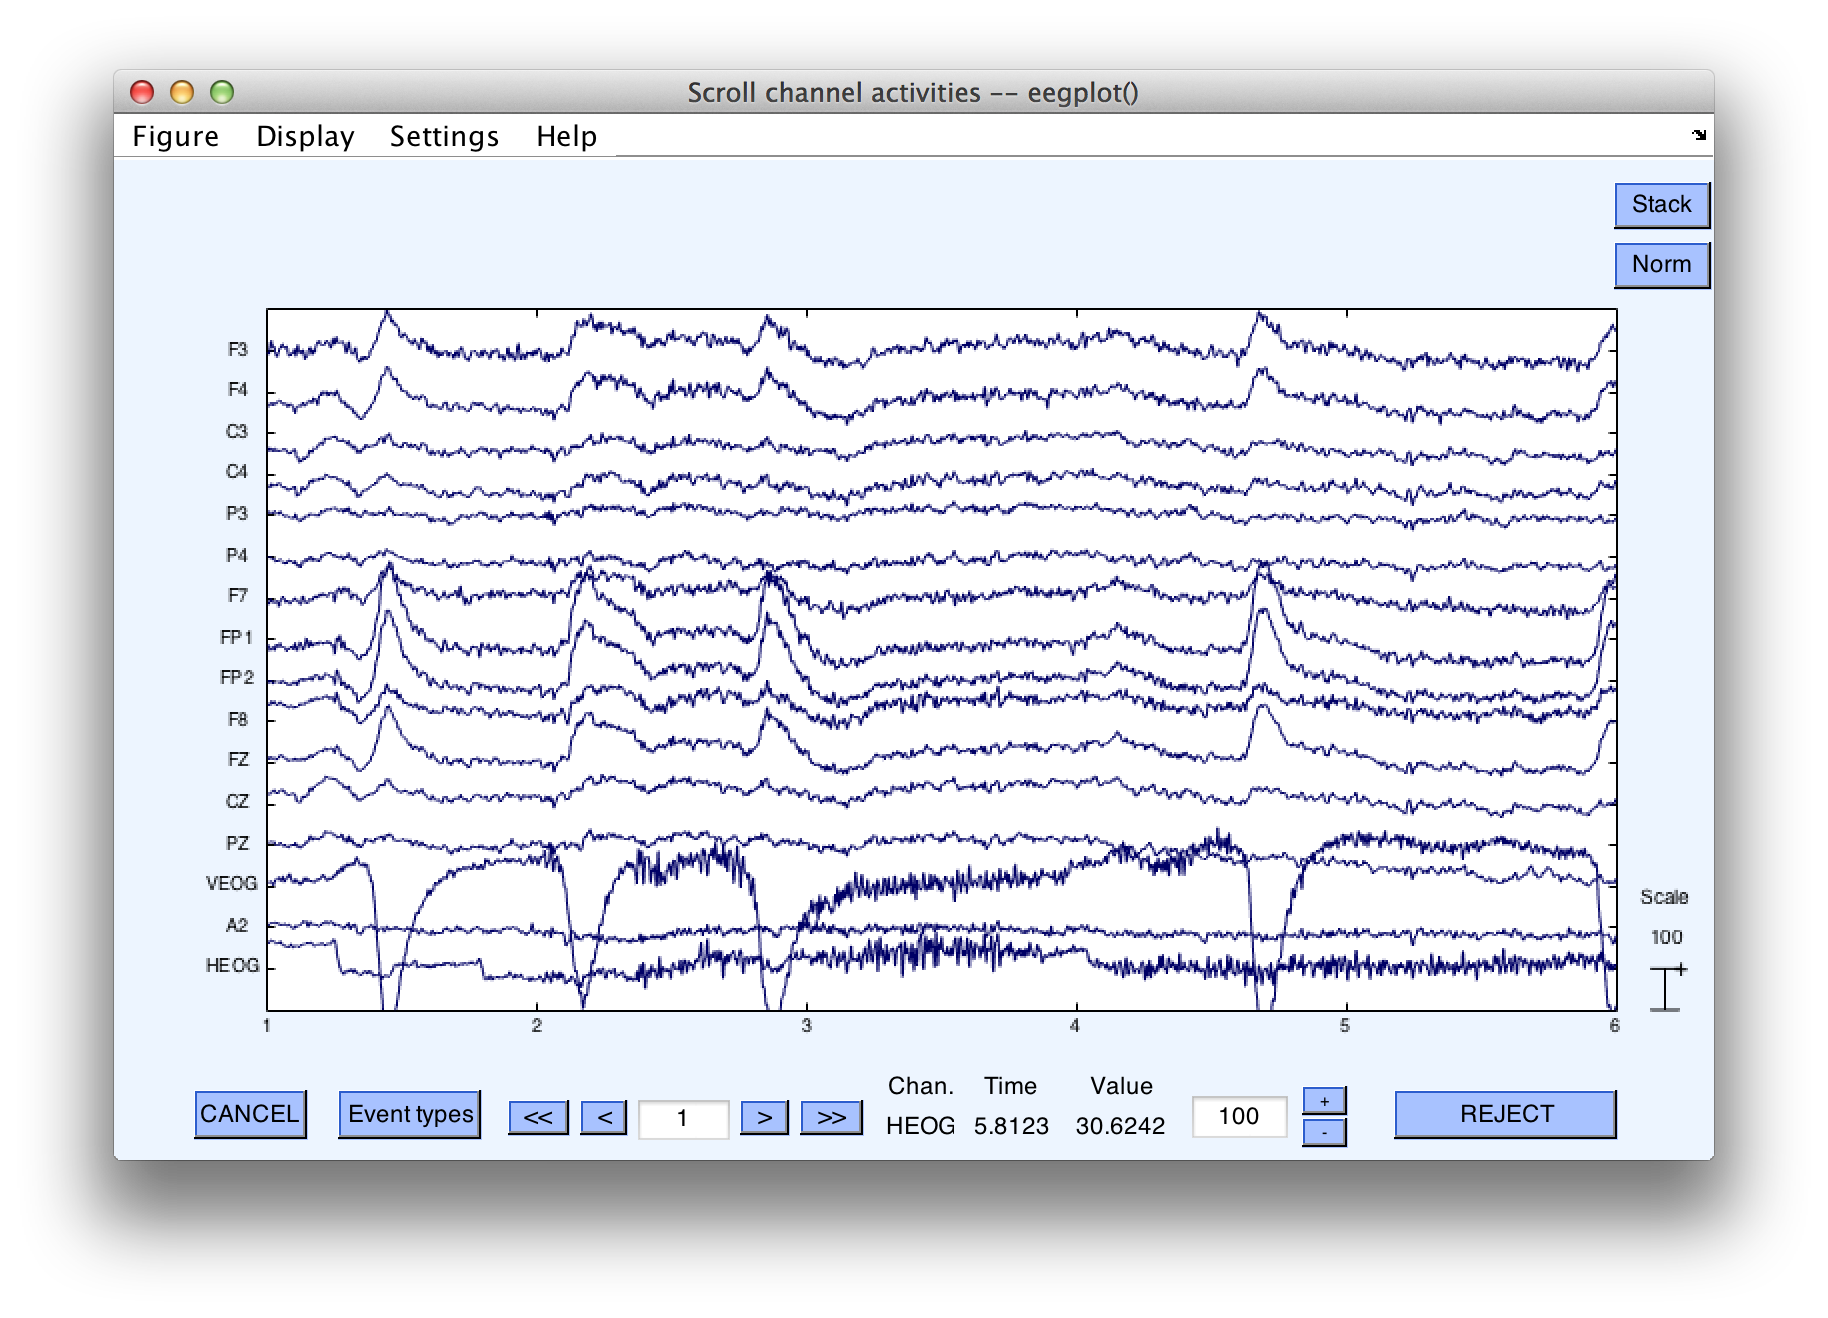 Scroll channel activities -- eegplot()
Figure Display Settings Help
Stack
Norm
F3
F4
C3
C4
P3
P4
F7
FP1
FP2
F8
FZ
CZ
PZ
VEOG
A2
HEOG
Scale
100
+
1 2 3 4 5 6
Chan. Time Value
HEOG 5.8123 30.6242
CANCEL
Event types
<<
<
1
>
>>
100
+
-
REJECT